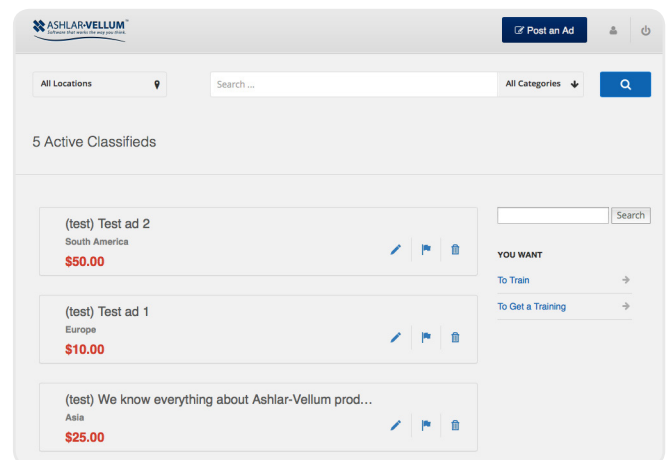 ASHLAR-VELLUM®
Software that works the way you think.
Post an Ad
All Locations
Search ...
All Categories
5 Active Classifieds
(test) Test ad 2
South America
$50.00
Search
YOU WANT
To Train
To Get a Training
(test) Test ad 1
Europe
$10.00
(test) We know everything about Ashlar-Vellum prod...
Asia
$25.00